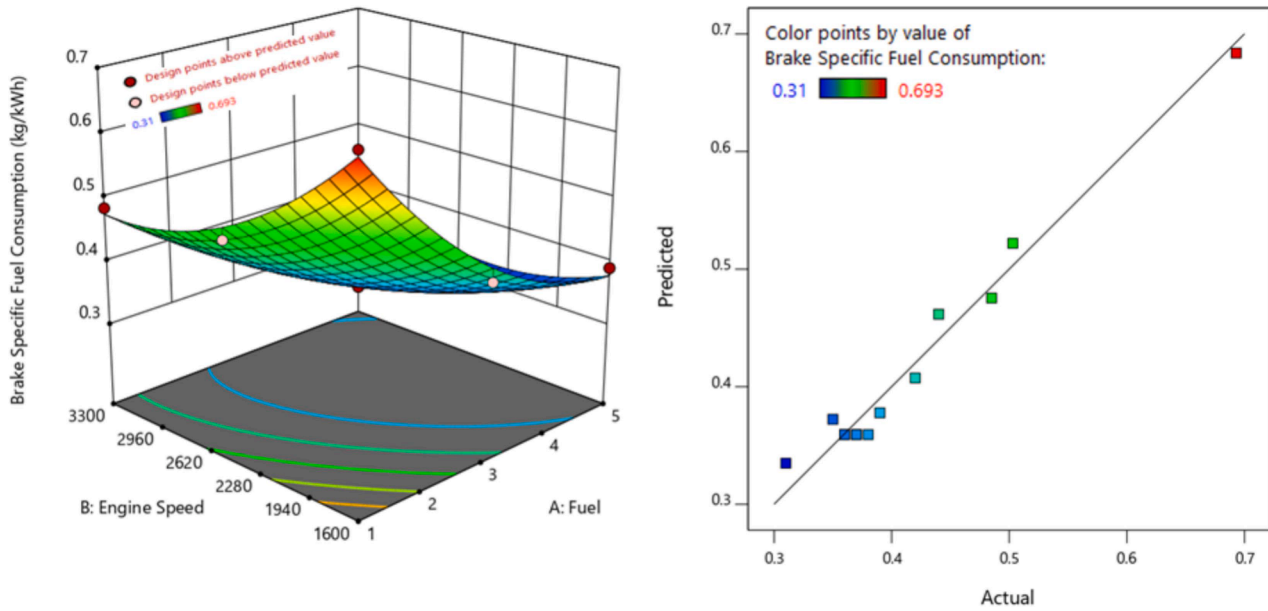 Brake Specific Fuel Consumption (kg/kWh)
0.7
0.6
0.5
0.4
0.3
Design points above predicted value
Design points below predicted value
0.31 0.693
3300
2960
2620
2280
1940
1600
B: Engine Speed
1
2
3
4
5
A: Fuel
Color points by value of
Brake Specific Fuel Consumption:
0.31 0.693
Predicted
0.7
0.6
0.5
0.4
0.3
0.3 0.4 0.5 0.6 0.7
Actual